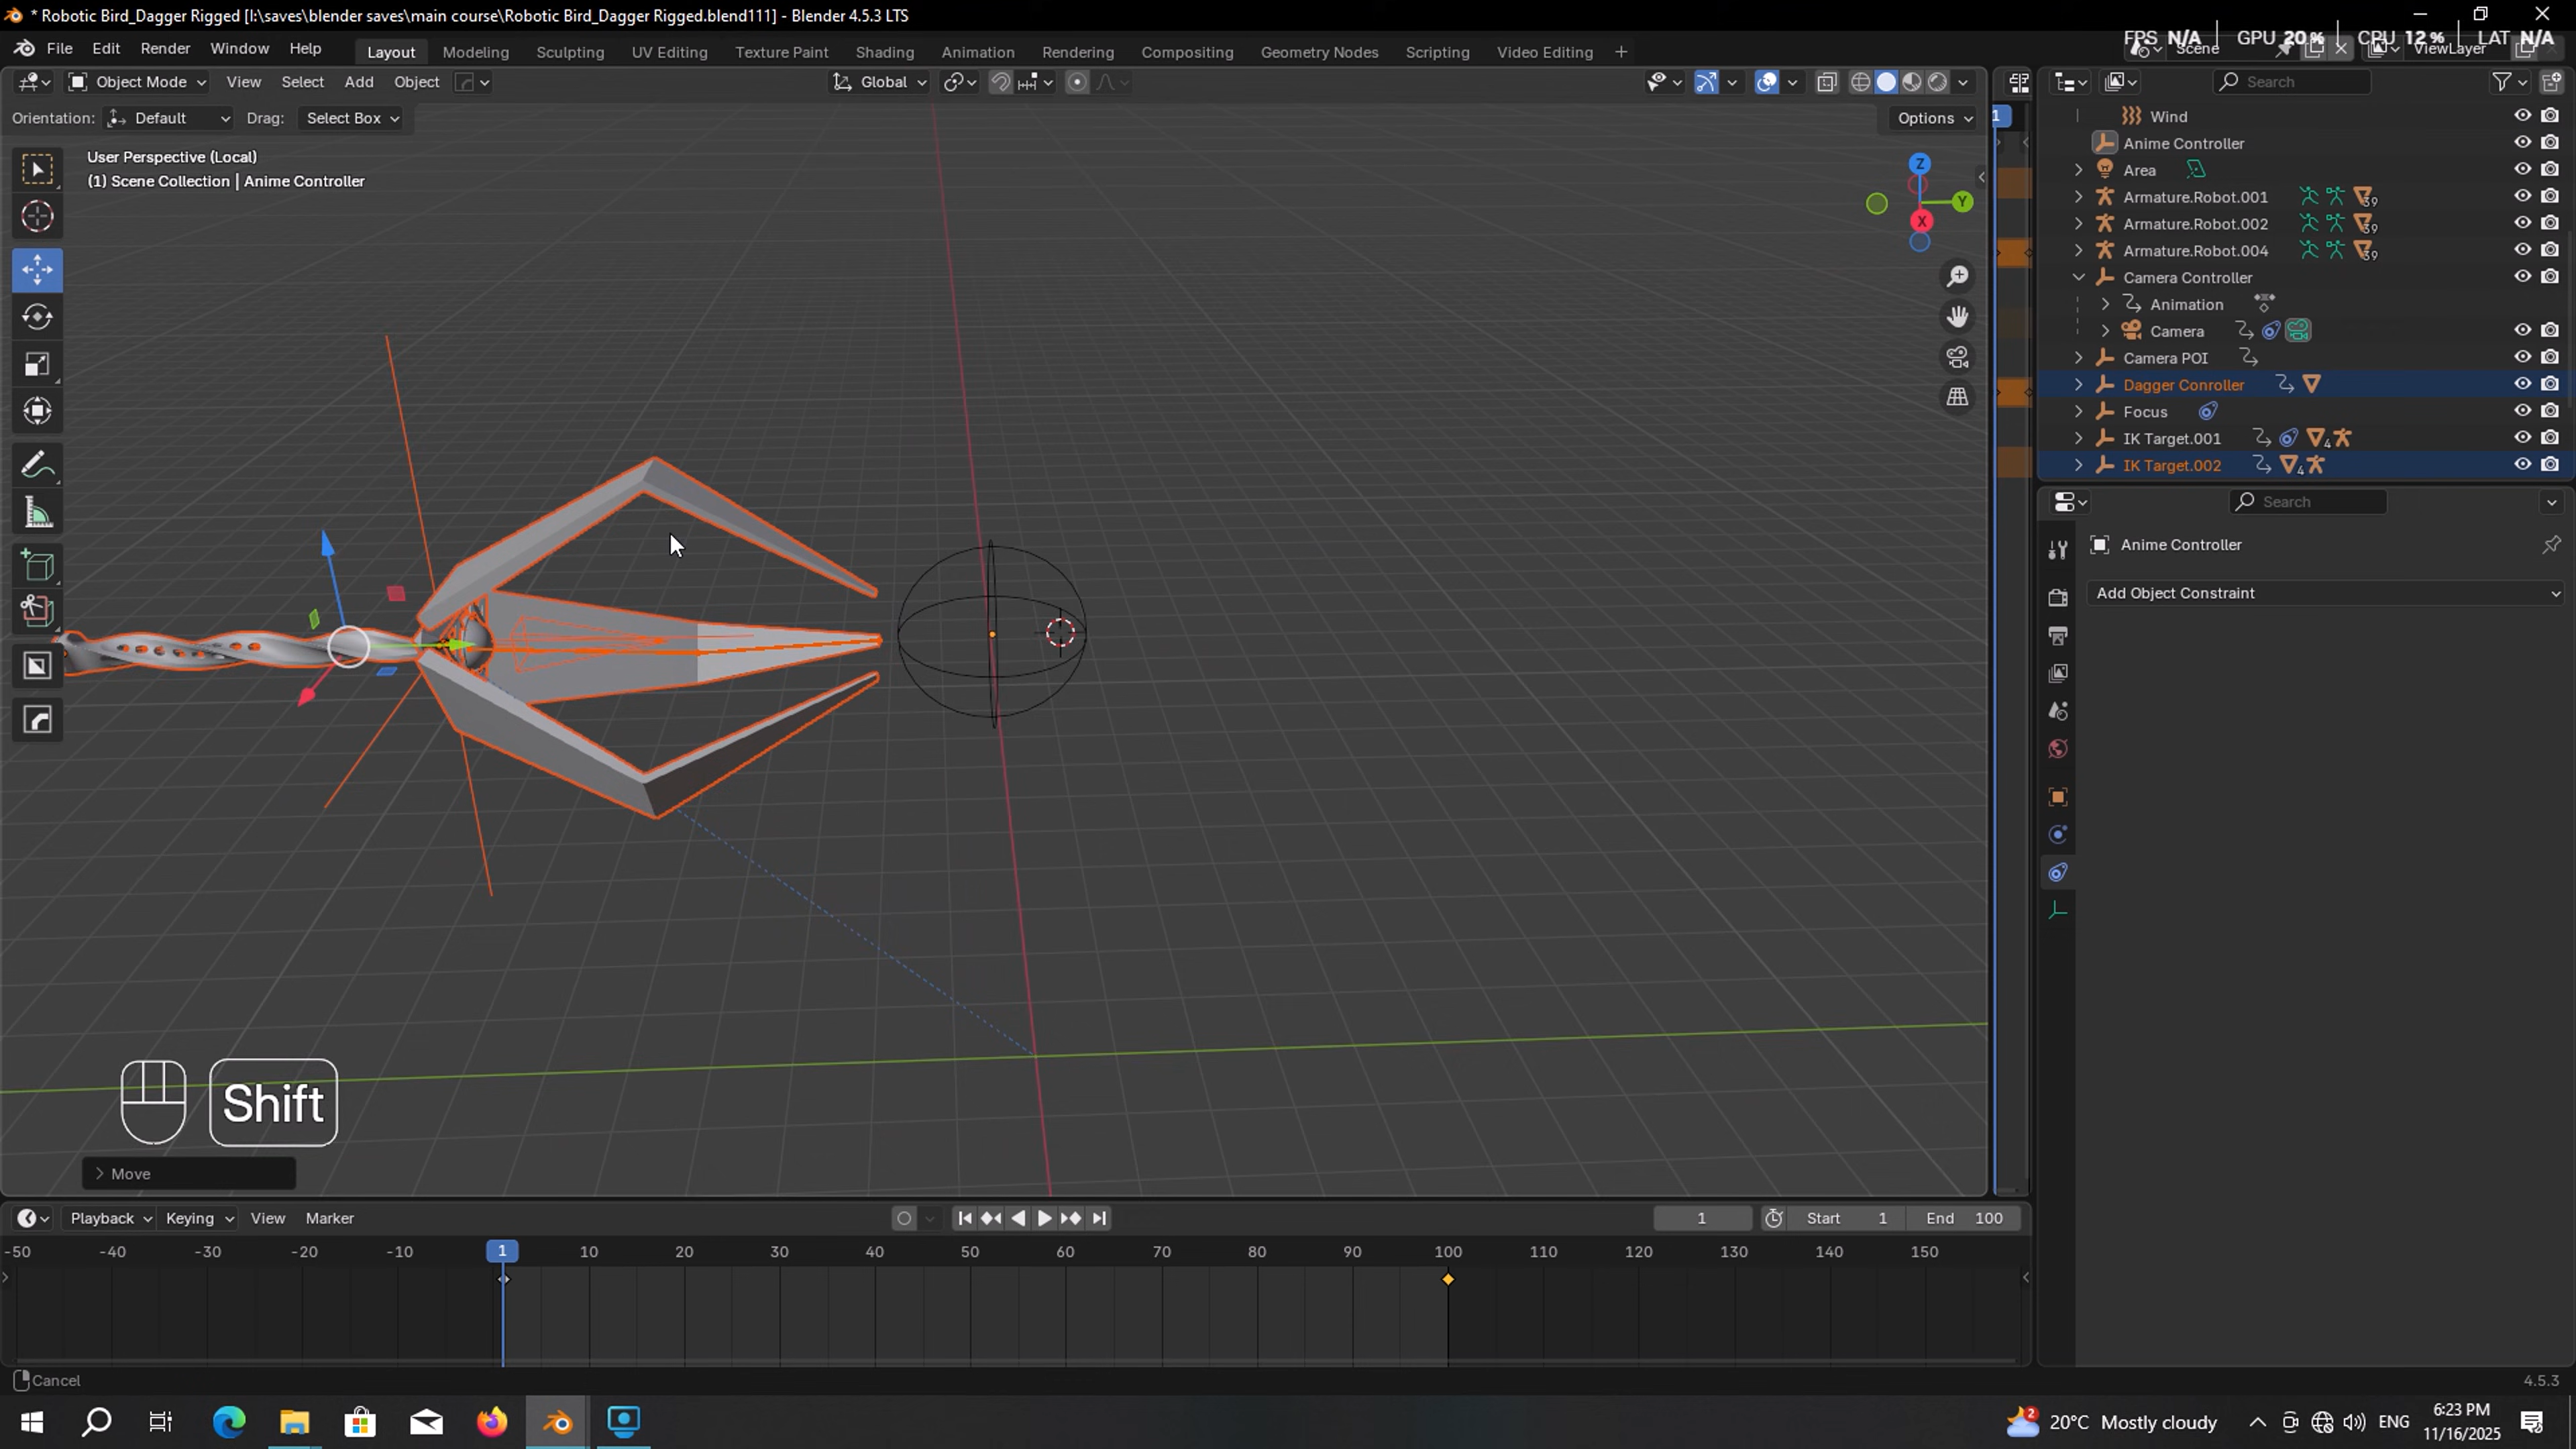 * Robotic Bird_Dagger Rigged [I:\saves\blender saves\main course\Robotic Bird_Dagger Rigged.blend111] - Blender 4.5.3 LTS
File Edit Render Window Help
Layout Modeling Sculpting UV Editing Texture Paint Shading Animation Rendering Compositing Geometry Nodes Scripting Video Editing +
FPS N/A GPU 20 % CPU 12 % LAT N/A
Scene ViewLayer
Object Mode View Select Add Object
Global
Search
Orientation: Default Drag: Select Box
Options
User Perspective (Local)
(1) Scene Collection | Anime Controller
Z
Y
X
1
Wind
Anime Controller
Area
Armature.Robot.001 39
Armature.Robot.002 39
Armature.Robot.004 39
Camera Controller
Animation
Camera
Camera POI
Dagger Conroller
Focus
IK Target.001 4
IK Target.002 4
Search
Anime Controller
Add Object Constraint
Shift
Move
Playback Keying View Marker
1 Start 1 End 100
-50 -40 -30 -20 -10 1 10 20 30 40 50 60 70 80 90 100 110 120 130 140 150
Cancel
4.5.3
2 20°C Mostly cloudy
ENG
6:23 PM
11/16/2025